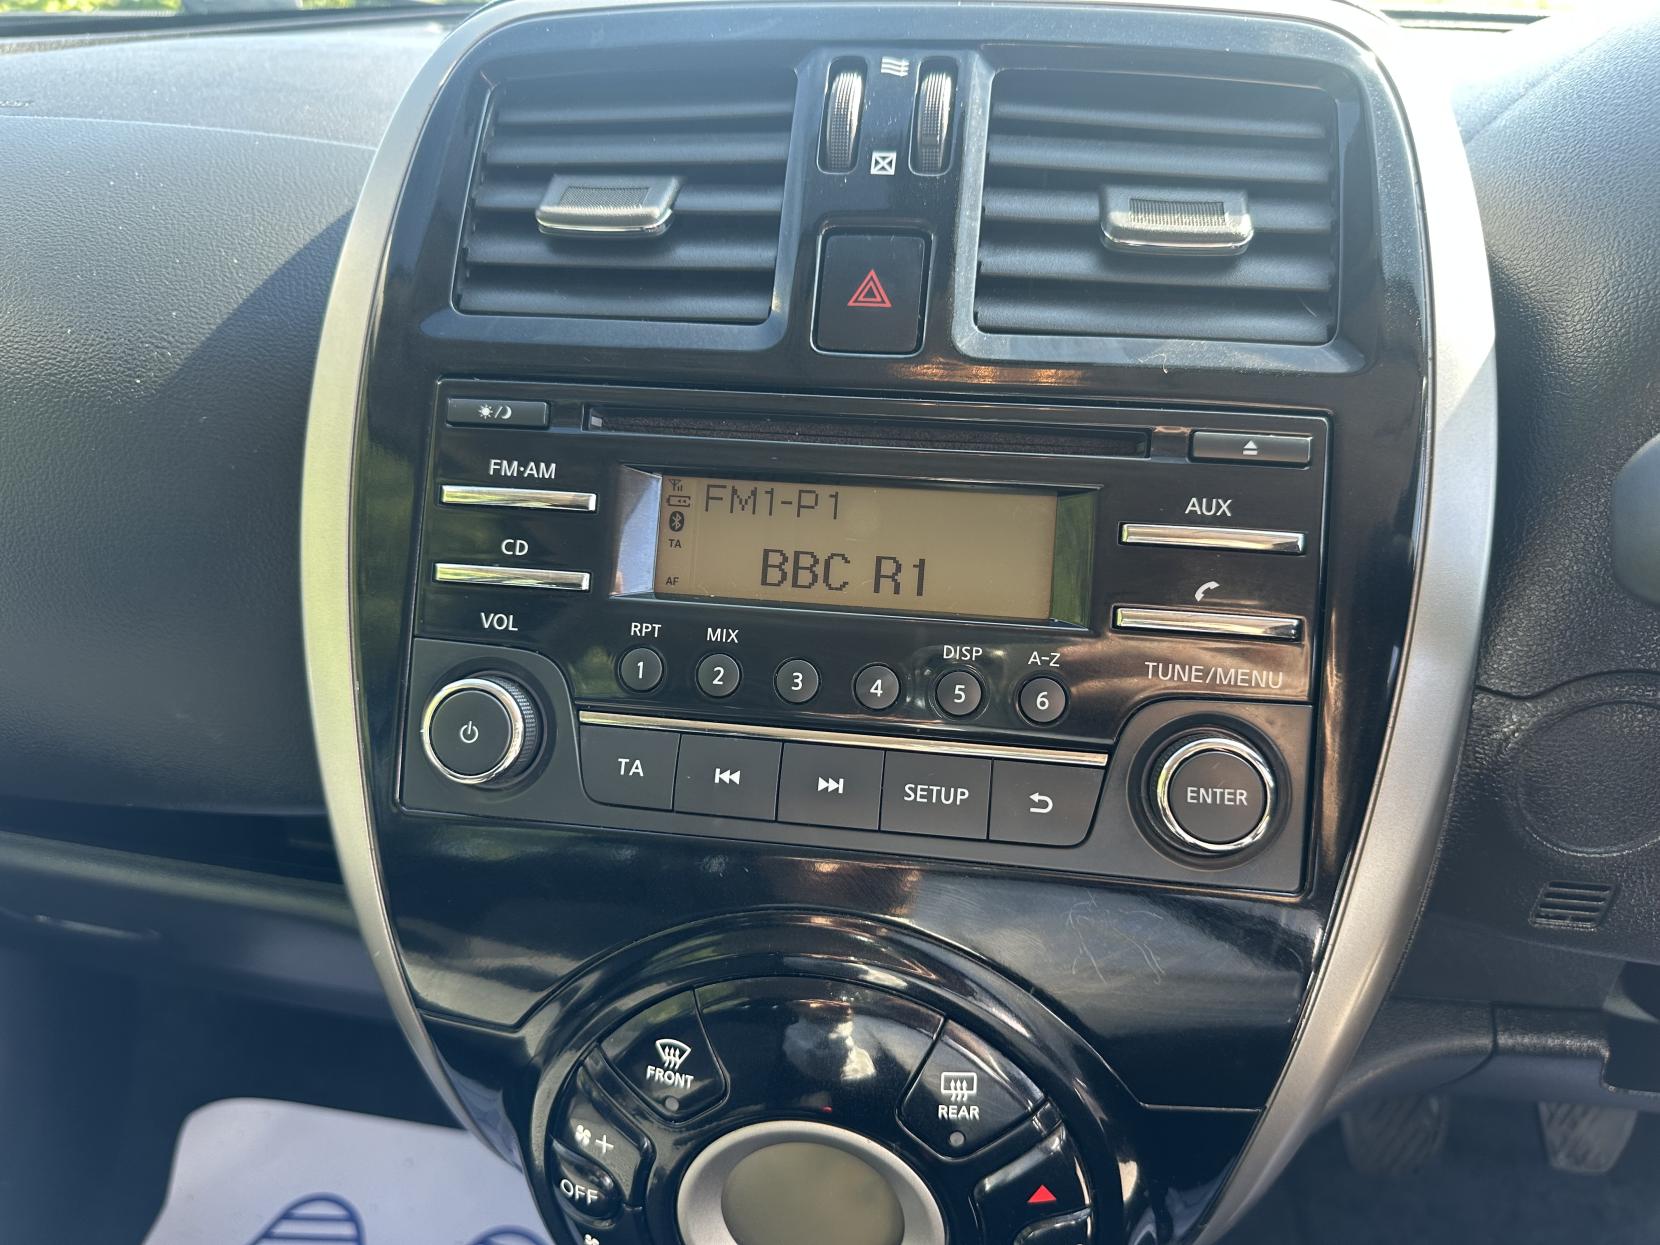 FM·AM
CD
VOL
FM1-P1
TA
AF
BBC R1
AUX
RPT
MIX
DISP
A-Z
1
2
3
4
5
6
TUNE/MENU
TA
SETUP
ENTER
FRONT
REAR
OFF